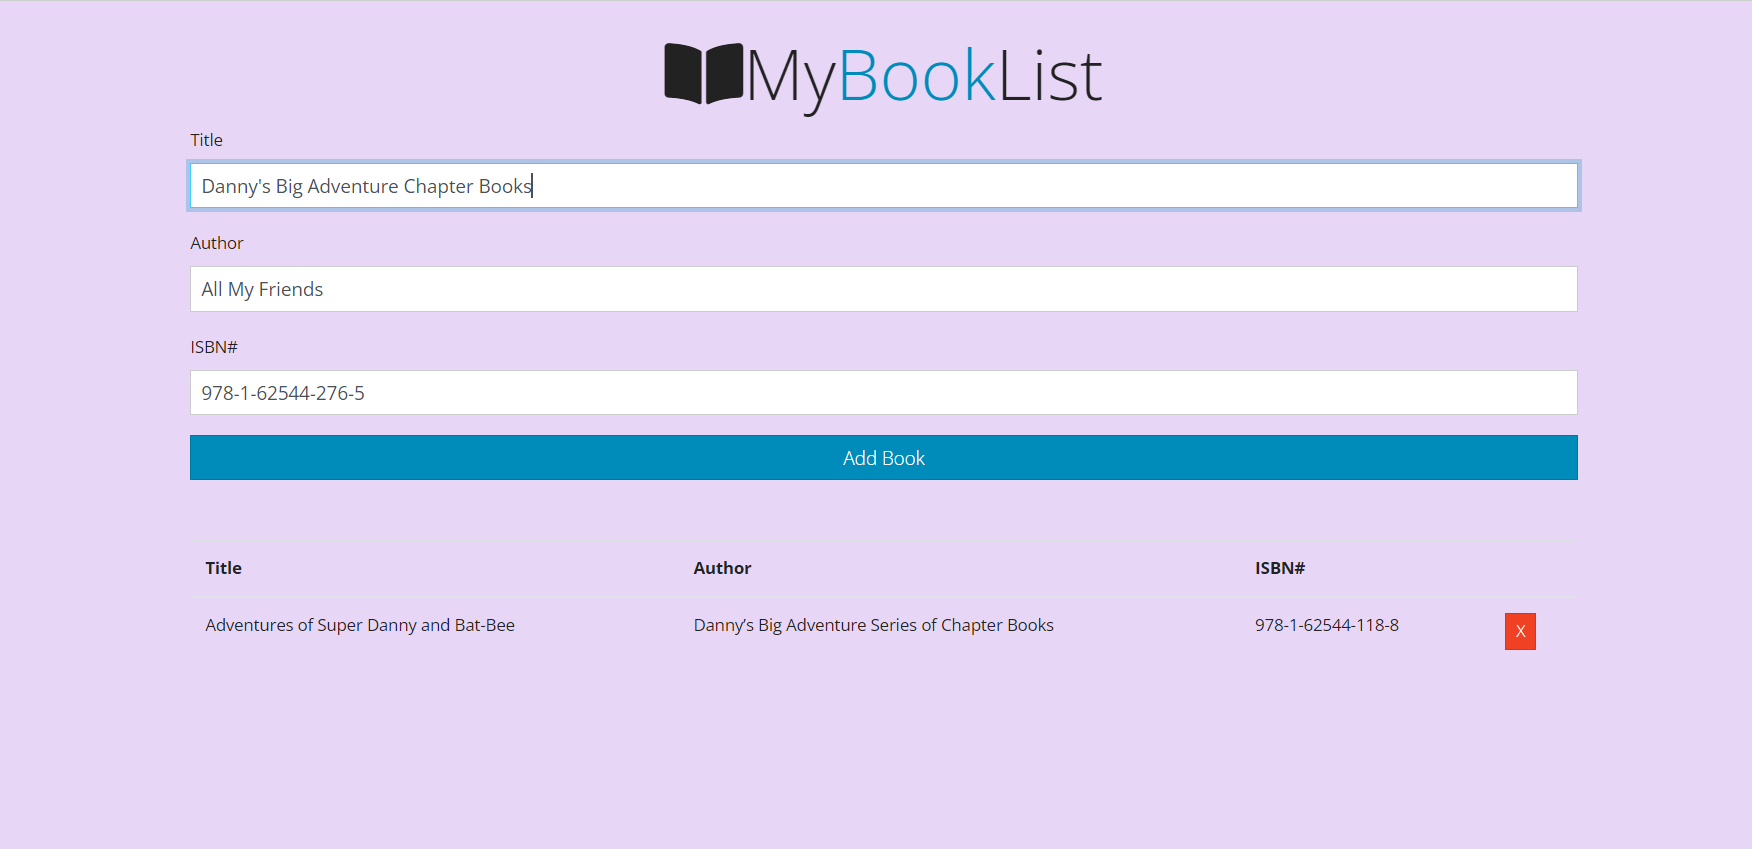 MyBookList
Title
Danny's Big Adventure Chapter Books
Author
All My Friends
ISBN#
978-1-62544-276-5
Add Book
Title Author ISBN#
Adventures of Super Danny and Bat-Bee Danny’s Big Adventure Series of Chapter Books 978-1-62544-118-8 X